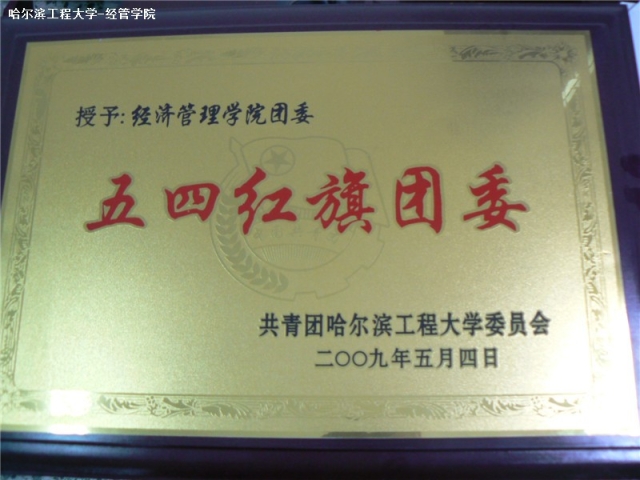 哈尔滨工程大学-经管学院
授予:经济管理学院团委
五四红旗团委
共青团哈尔滨工程大学委员会
二〇〇九年五月四日